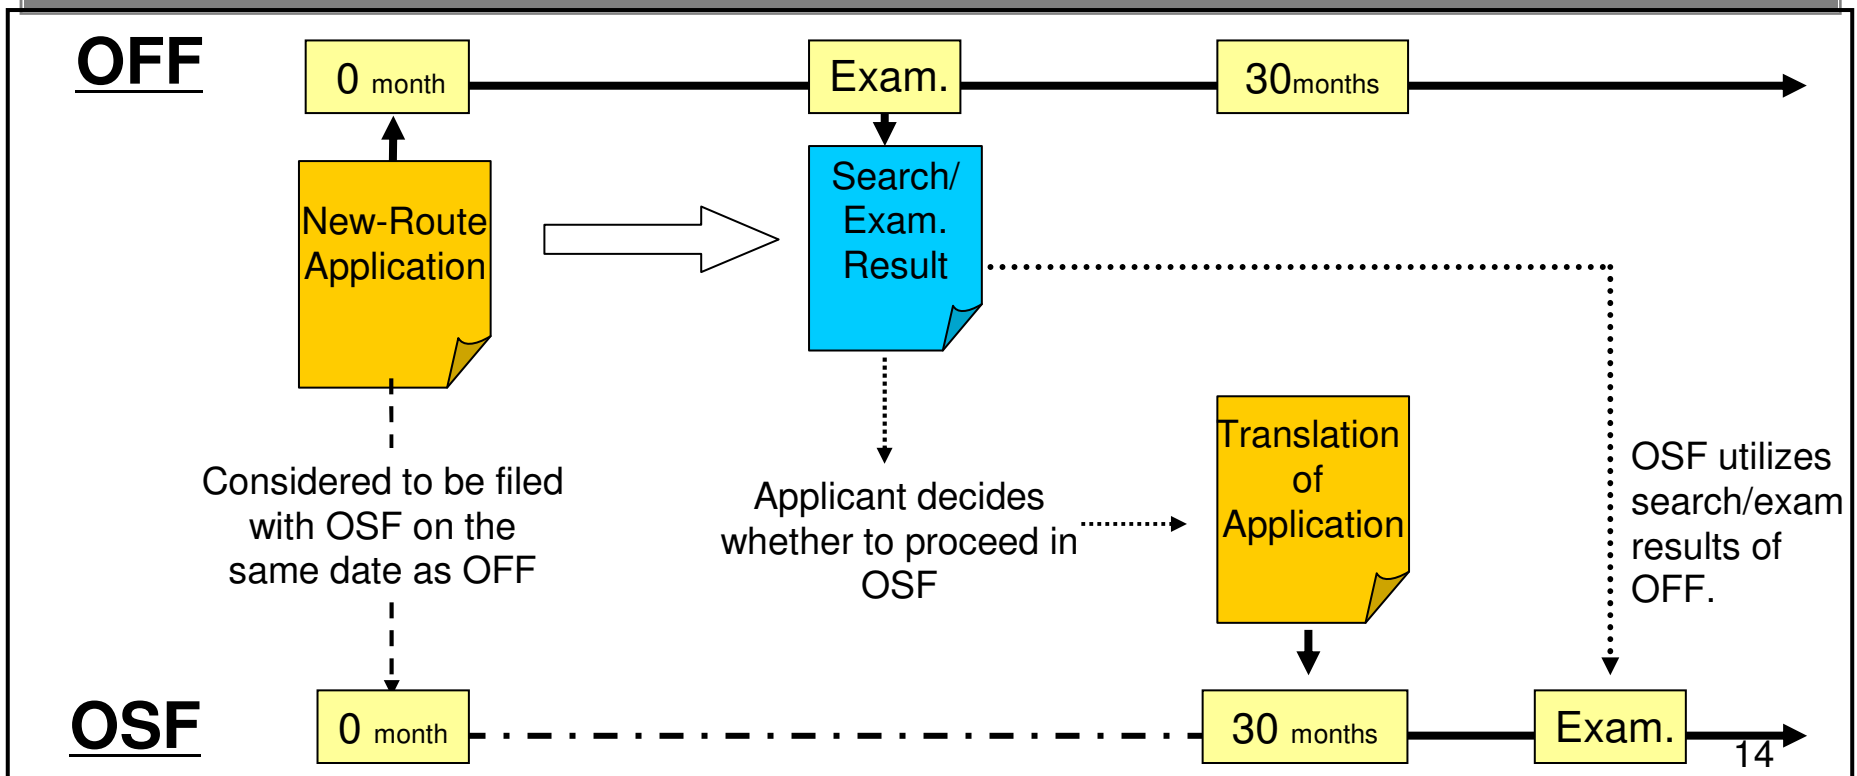 OFF
0 month
Exam.
30months
New-Route
Application
Search/
Exam.
Result
Considered to be filed
with OSF on the
same date as OFF
Applicant decides
whether to proceed in
OSF
Translation
of
Application
OSF utilizes
search/exam
results of
OFF.
OSF
0 month
30 months
Exam.
14